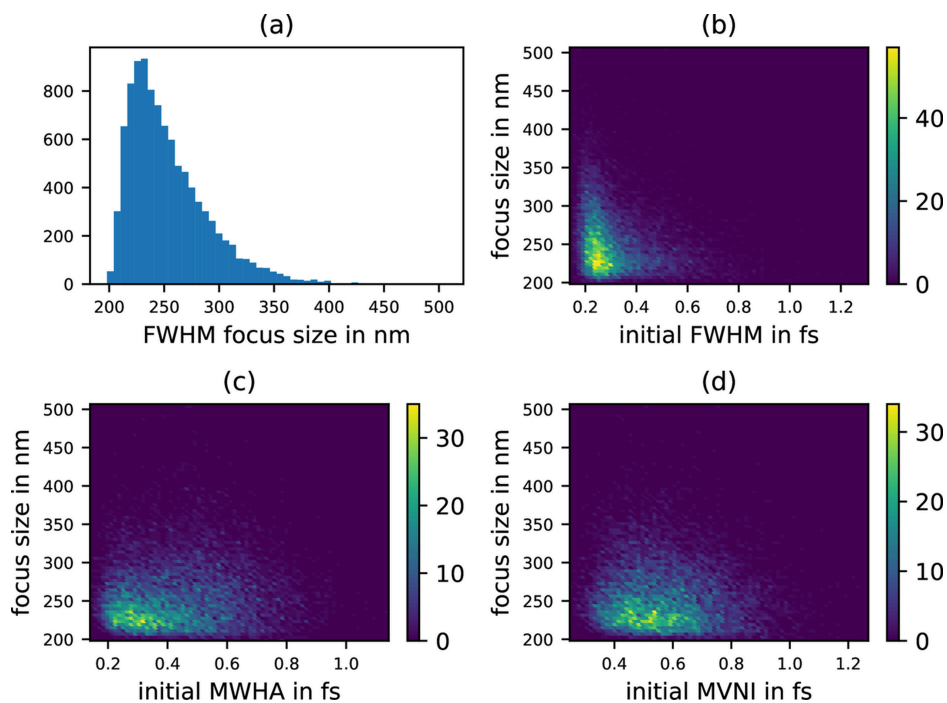 (a)
800
600
400
200
0
200 250 300 350 400 450 500
FWHM focus size in nm
(b)
focus size in nm
500
450
400
350
300
250
200
0.2 0.4 0.6 0.8 1.0 1.2
initial FWHM in fs
40
20
0
(c)
focus size in nm
500
450
400
350
300
250
200
0.2 0.4 0.6 0.8 1.0
initial MWHA in fs
30
20
10
0
(d)
focus size in nm
500
450
400
350
300
250
200
0.4 0.6 0.8 1.0 1.2
initial MVNI in fs
30
20
10
0